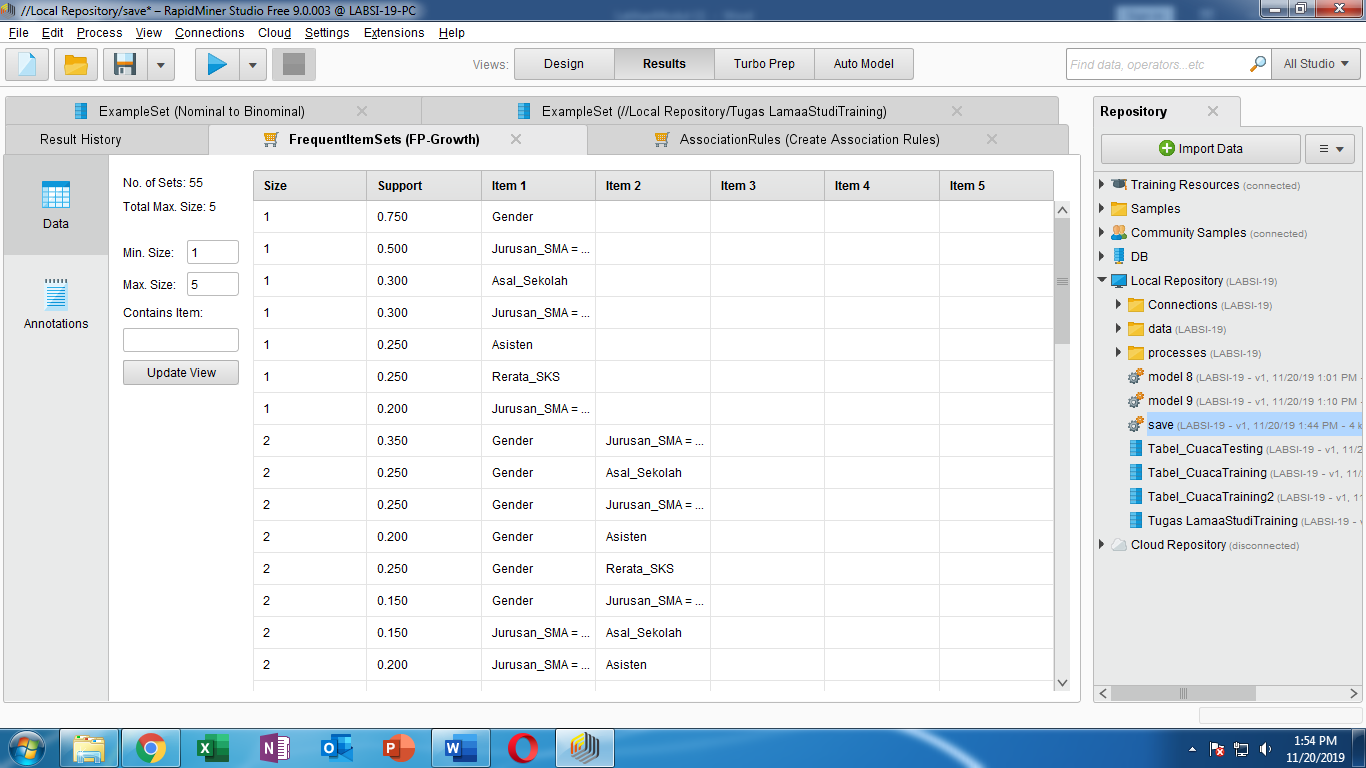 //Local Repository/save* – RapidMiner Studio Free 9.0.003 @ LABSI-19-PC
File Edit Process View Connections Cloud Settings Extensions Help
Views: Design Results Turbo Prep Auto Model Find data, operators...etc All Studio
ExampleSet (Nominal to Binominal) ExampleSet (//Local Repository/Tugas LamaaStudiTraining)
Result History FrequentItemSets (FP-Growth) AssociationRules (Create Association Rules)
Data
Annotations
No. of Sets: 55
Total Max. Size: 5
Min. Size: 1
Max. Size: 5
Contains Item:
Update View
Size Support Item 1 Item 2 Item 3 Item 4 Item 5
1 0.750 Gender
1 0.500 Jurusan_SMA = ...
1 0.300 Asal_Sekolah
1 0.300 Jurusan_SMA = ...
1 0.250 Asisten
1 0.250 Rerata_SKS
1 0.200 Jurusan_SMA = ...
2 0.350 Gender Jurusan_SMA = ...
2 0.250 Gender Asal_Sekolah
2 0.250 Gender Jurusan_SMA = ...
2 0.200 Gender Asisten
2 0.250 Gender Rerata_SKS
2 0.150 Gender Jurusan_SMA = ...
2 0.150 Jurusan_SMA = ... Asal_Sekolah
2 0.200 Jurusan_SMA = ... Asisten
Repository
Import Data
Training Resources (connected)
Samples
Community Samples (connected)
DB
Local Repository (LABSI-19)
Connections (LABSI-19)
data (LABSI-19)
processes (LABSI-19)
model 8 (LABSI-19 - v1, 11/20/19 1:01 PM -
model 9 (LABSI-19 - v1, 11/20/19 1:10 PM -
save (LABSI-19 - v1, 11/20/19 1:44 PM – 4 k
Tabel_CuacaTesting (LABSI-19 - v1, 11/2
Tabel_CuacaTraining (LABSI-19 - v1, 11/
Tabel_CuacaTraining2 (LABSI-19 - v1, 11
Tugas LamaaStudiTraining (LABSI-19 -
Cloud Repository (disconnected)
1:54 PM
11/20/2019